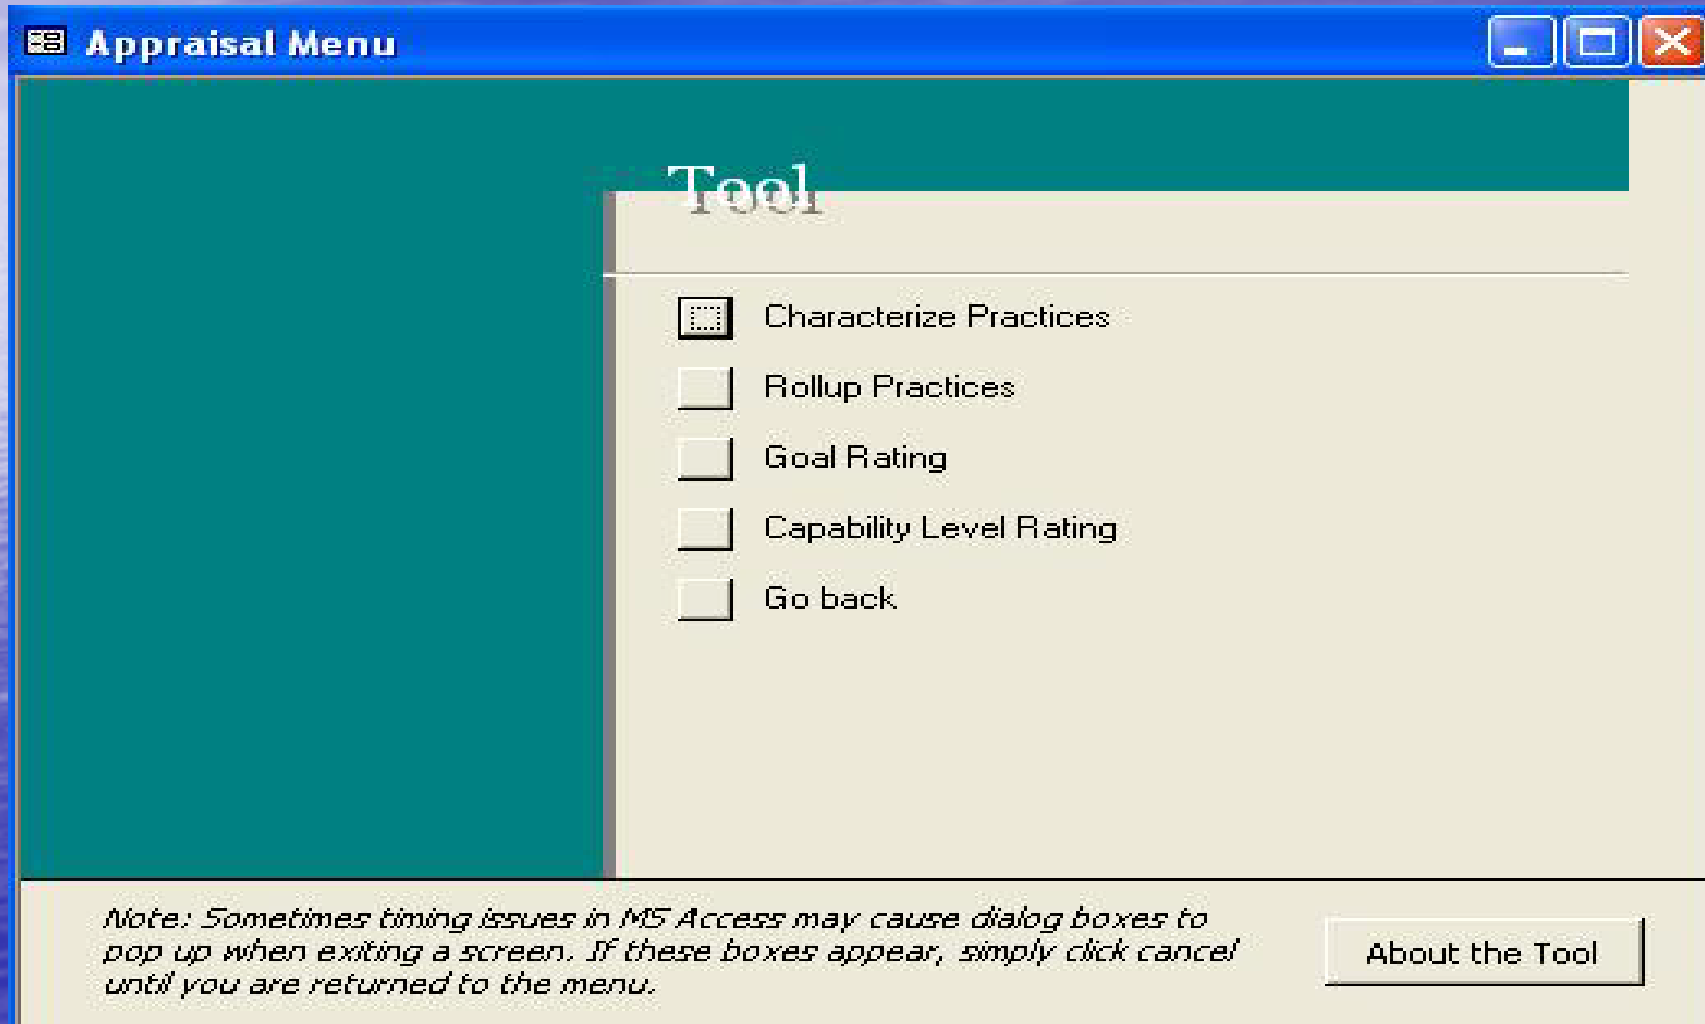 Appraisal Menu
Tool
Characterize Practices
Rollup Practices
Goal Rating
Capability Level Rating
Go back
Note: Sometimes timing issues in MS Access may cause dialog boxes to
pop up when exiting a screen. If these boxes appear, simply click cancel
until you are returned to the menu.
About the Tool